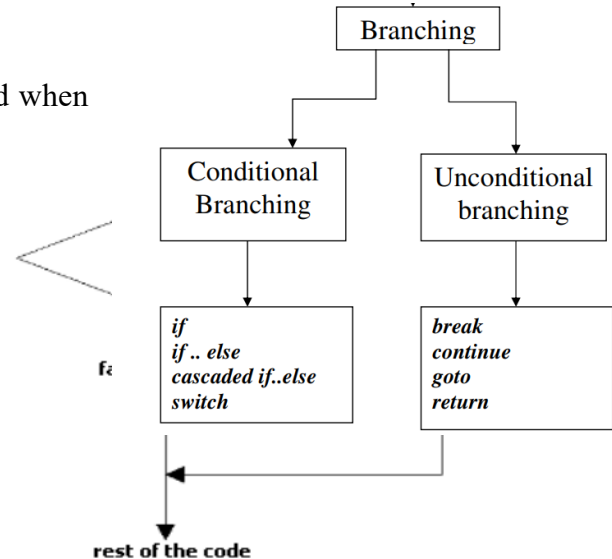 Branching
d when
Conditional
Branching
Unconditional
branching
if
if .. else
cascaded if..else
switch
break
continue
goto
return
rest of the code